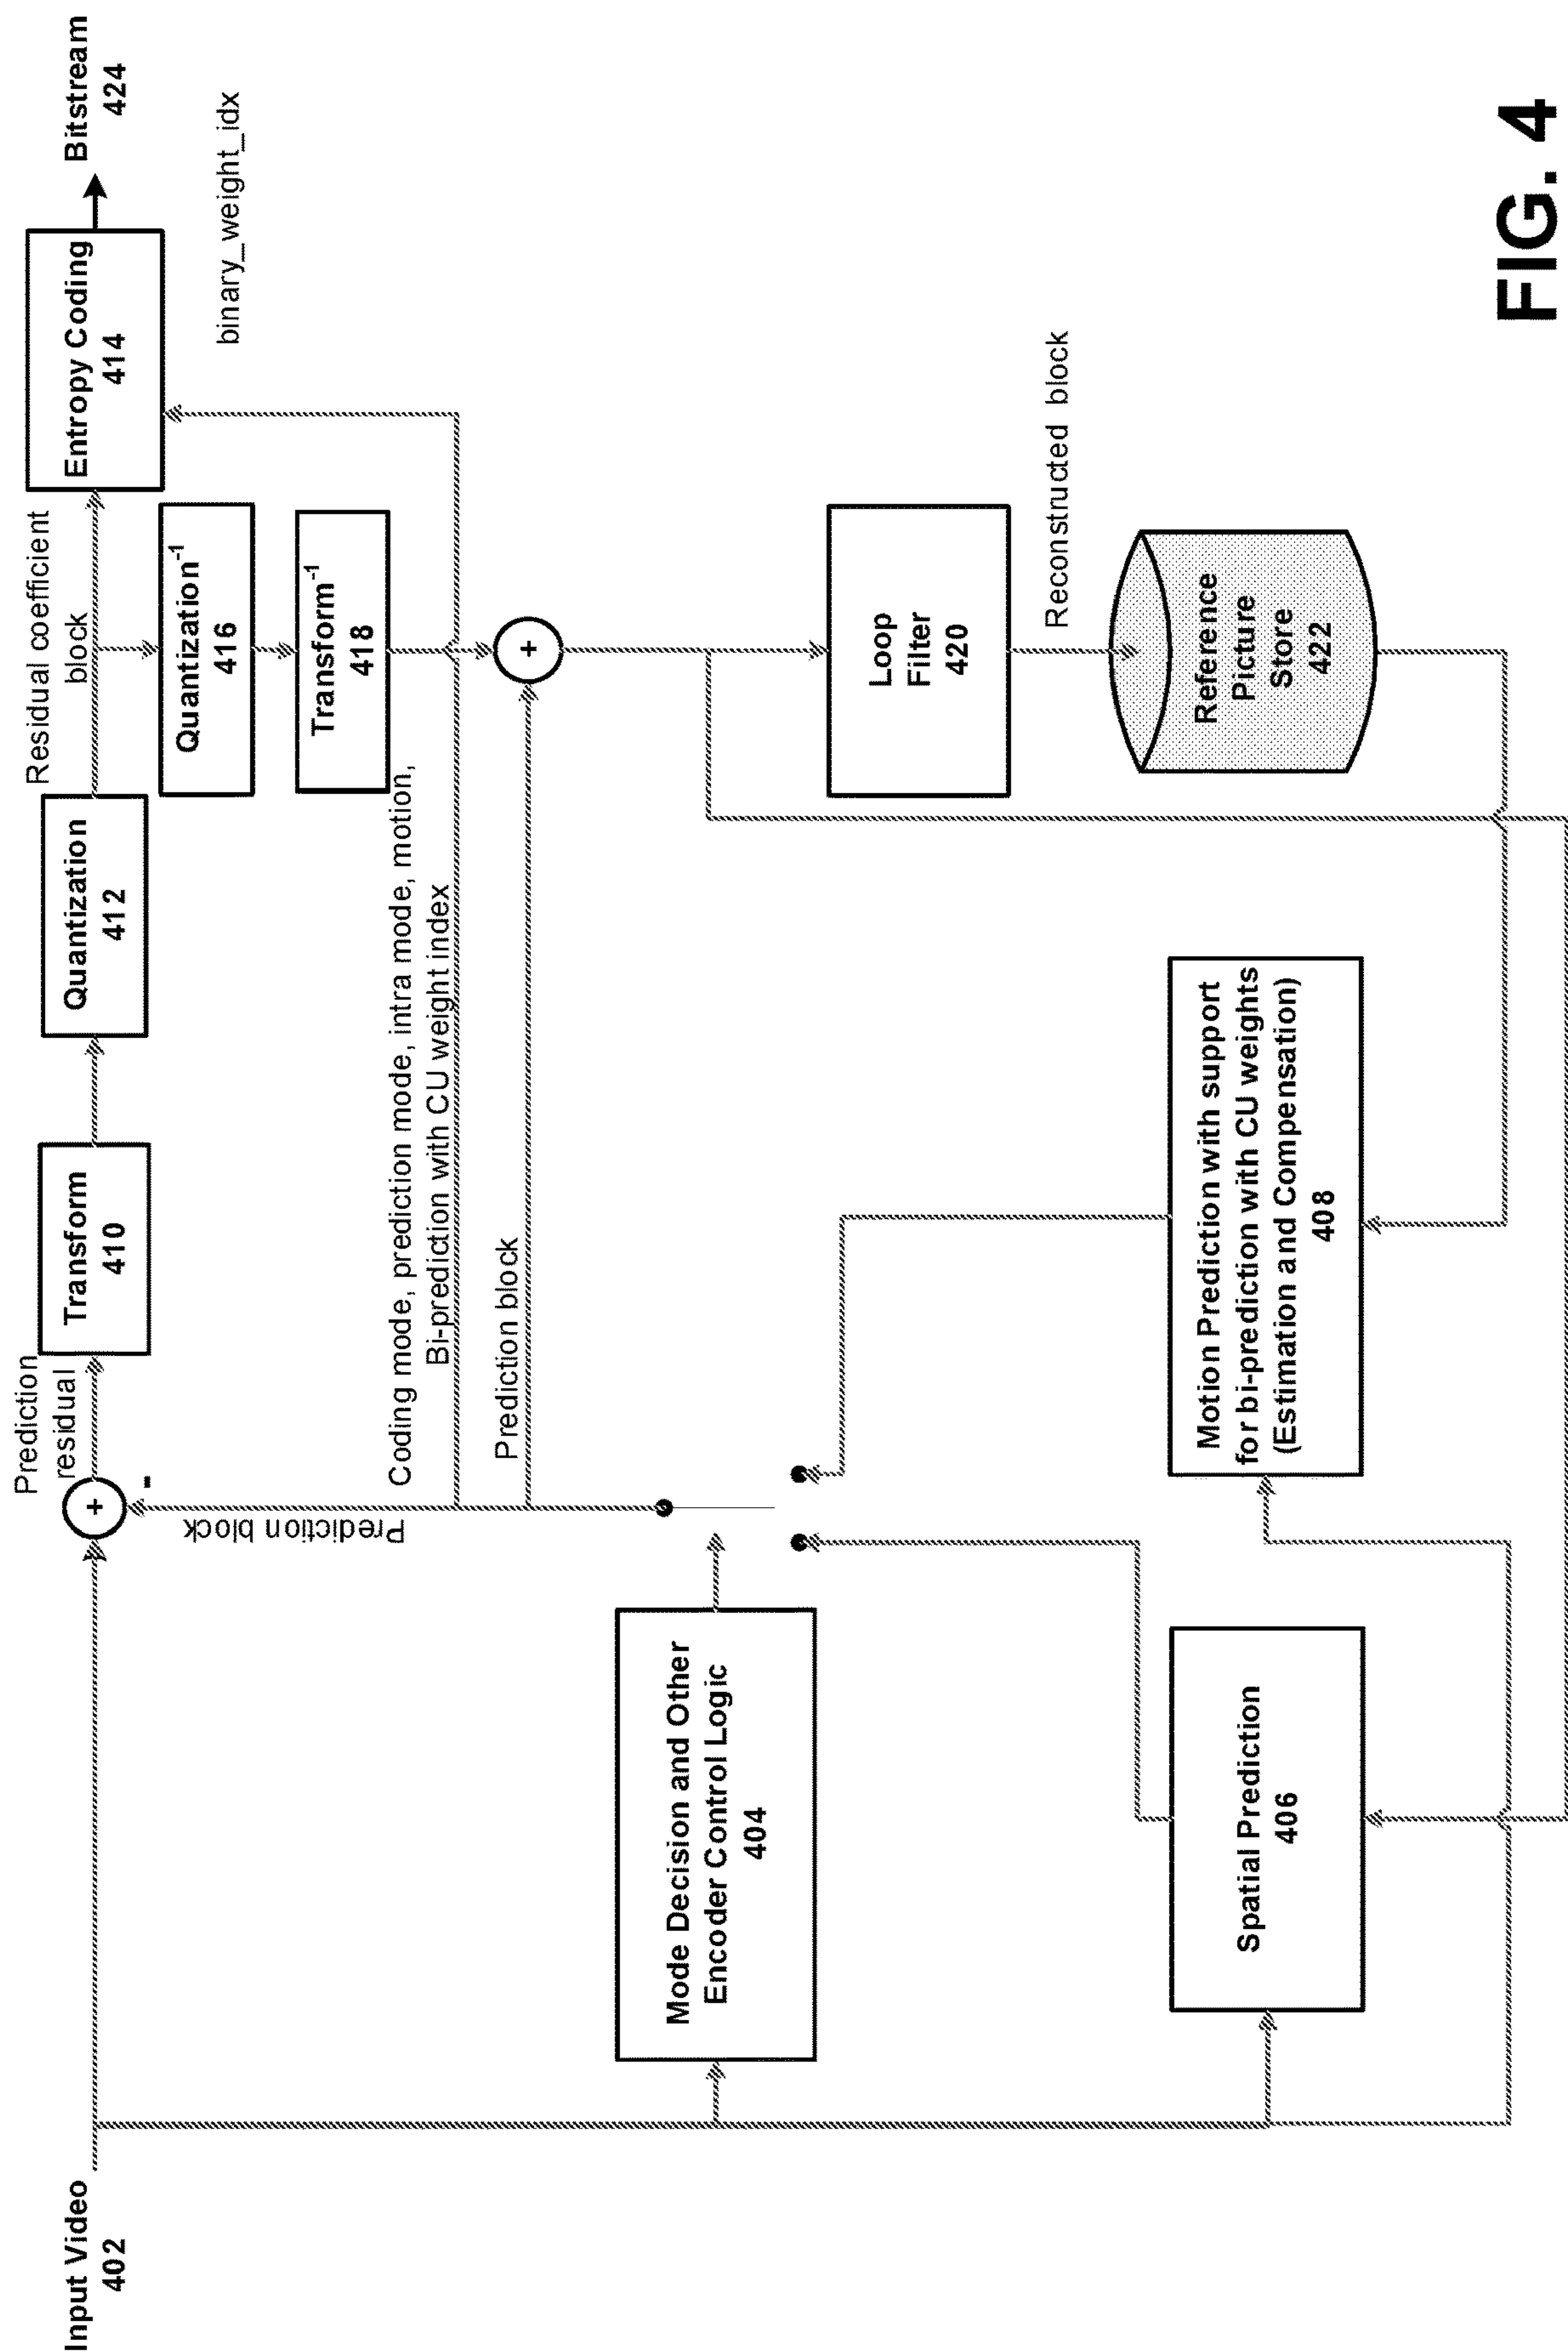 Input Video
402
Prediction
residual
+
-
Transform
410
Quantization
412
Residual coefficient
block
Entropy Coding
414
Bitstream
424
binary_weight_idx
Quantization-1
416
Transform-1
418
Prediction block
Coding mode, prediction mode, intra mode, motion,
Bi-prediction with CU weight index
Prediction block
+
Mode Decision and Other
Encoder Control Logic
404
Loop
Filter
420
Reconstructed block
Reference
Picture
Store
422
Spatial Prediction
406
Motion Prediction with support
for bi-prediction with CU weights
(Estimation and Compensation)
408
FIG. 4